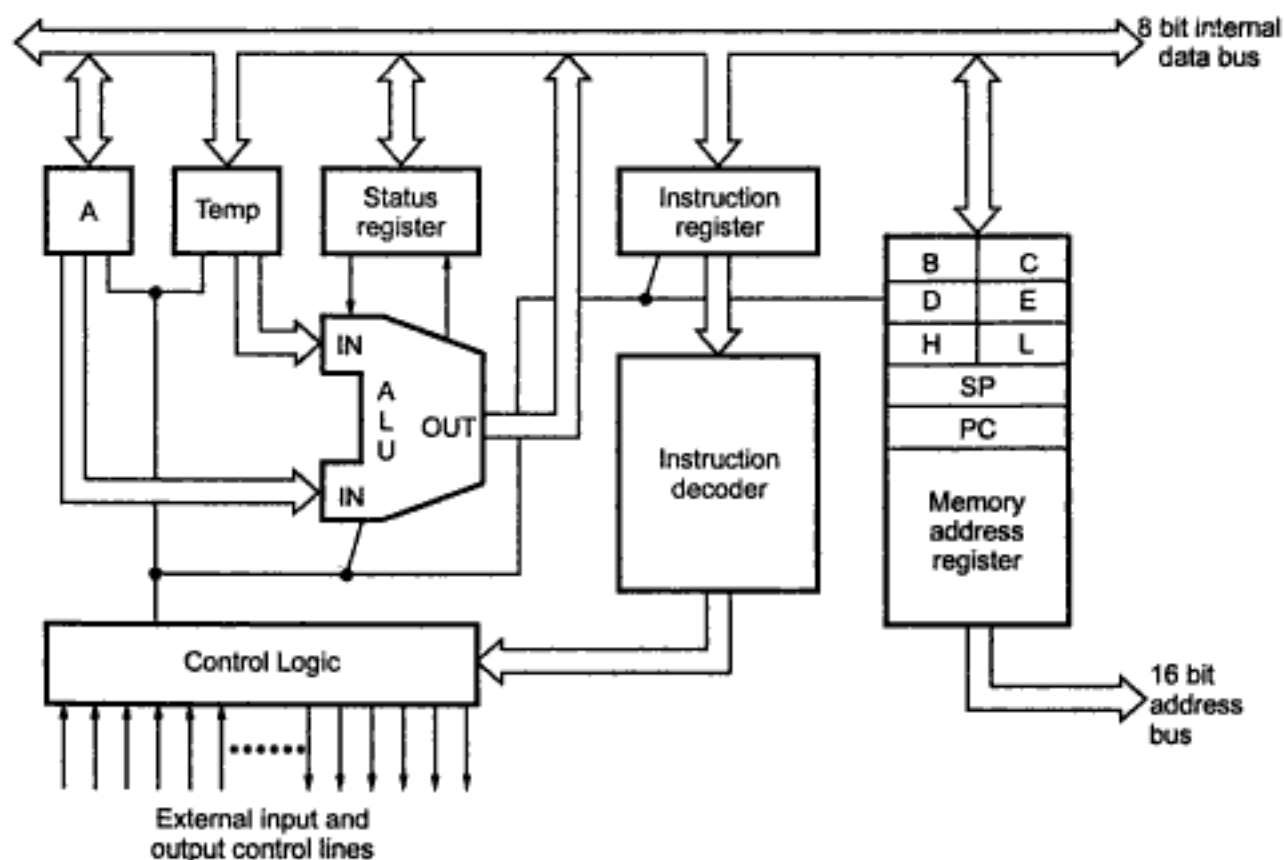 8 bit internal
data bus
A
Temp
Status
register
Instruction
register
B C
D E
H L
SP
PC
Memory
address
register
IN
ALU
OUT
IN
Instruction
decoder
Control Logic
16 bit
address
bus
External input and
output control lines